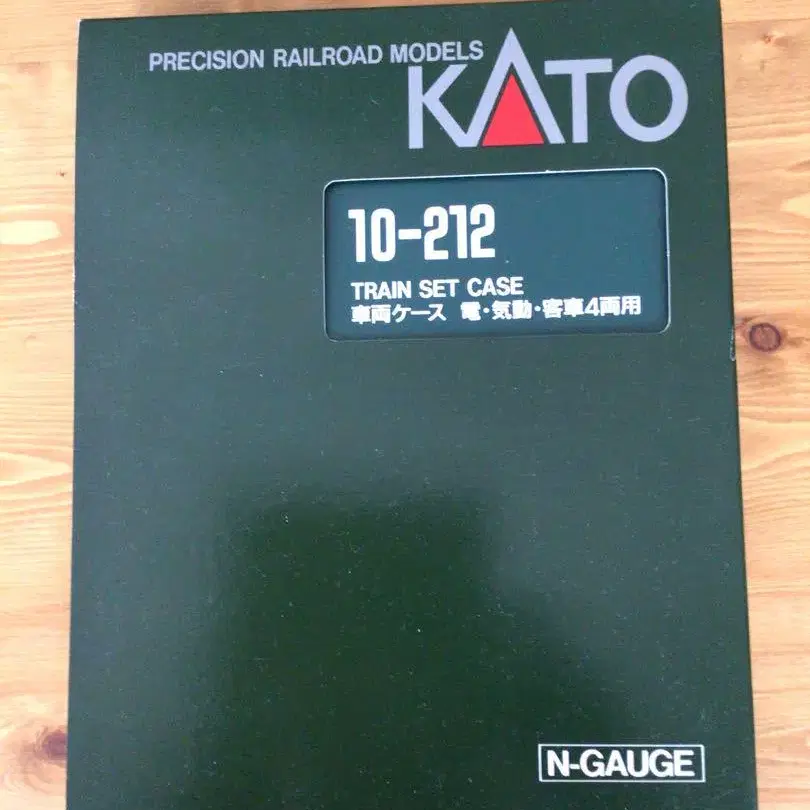 PRECISION RAILROAD MODELS
KATO
10-212
TRAIN SET CASE
車両ケース 電・気動・客車4両用
N-GAUGE